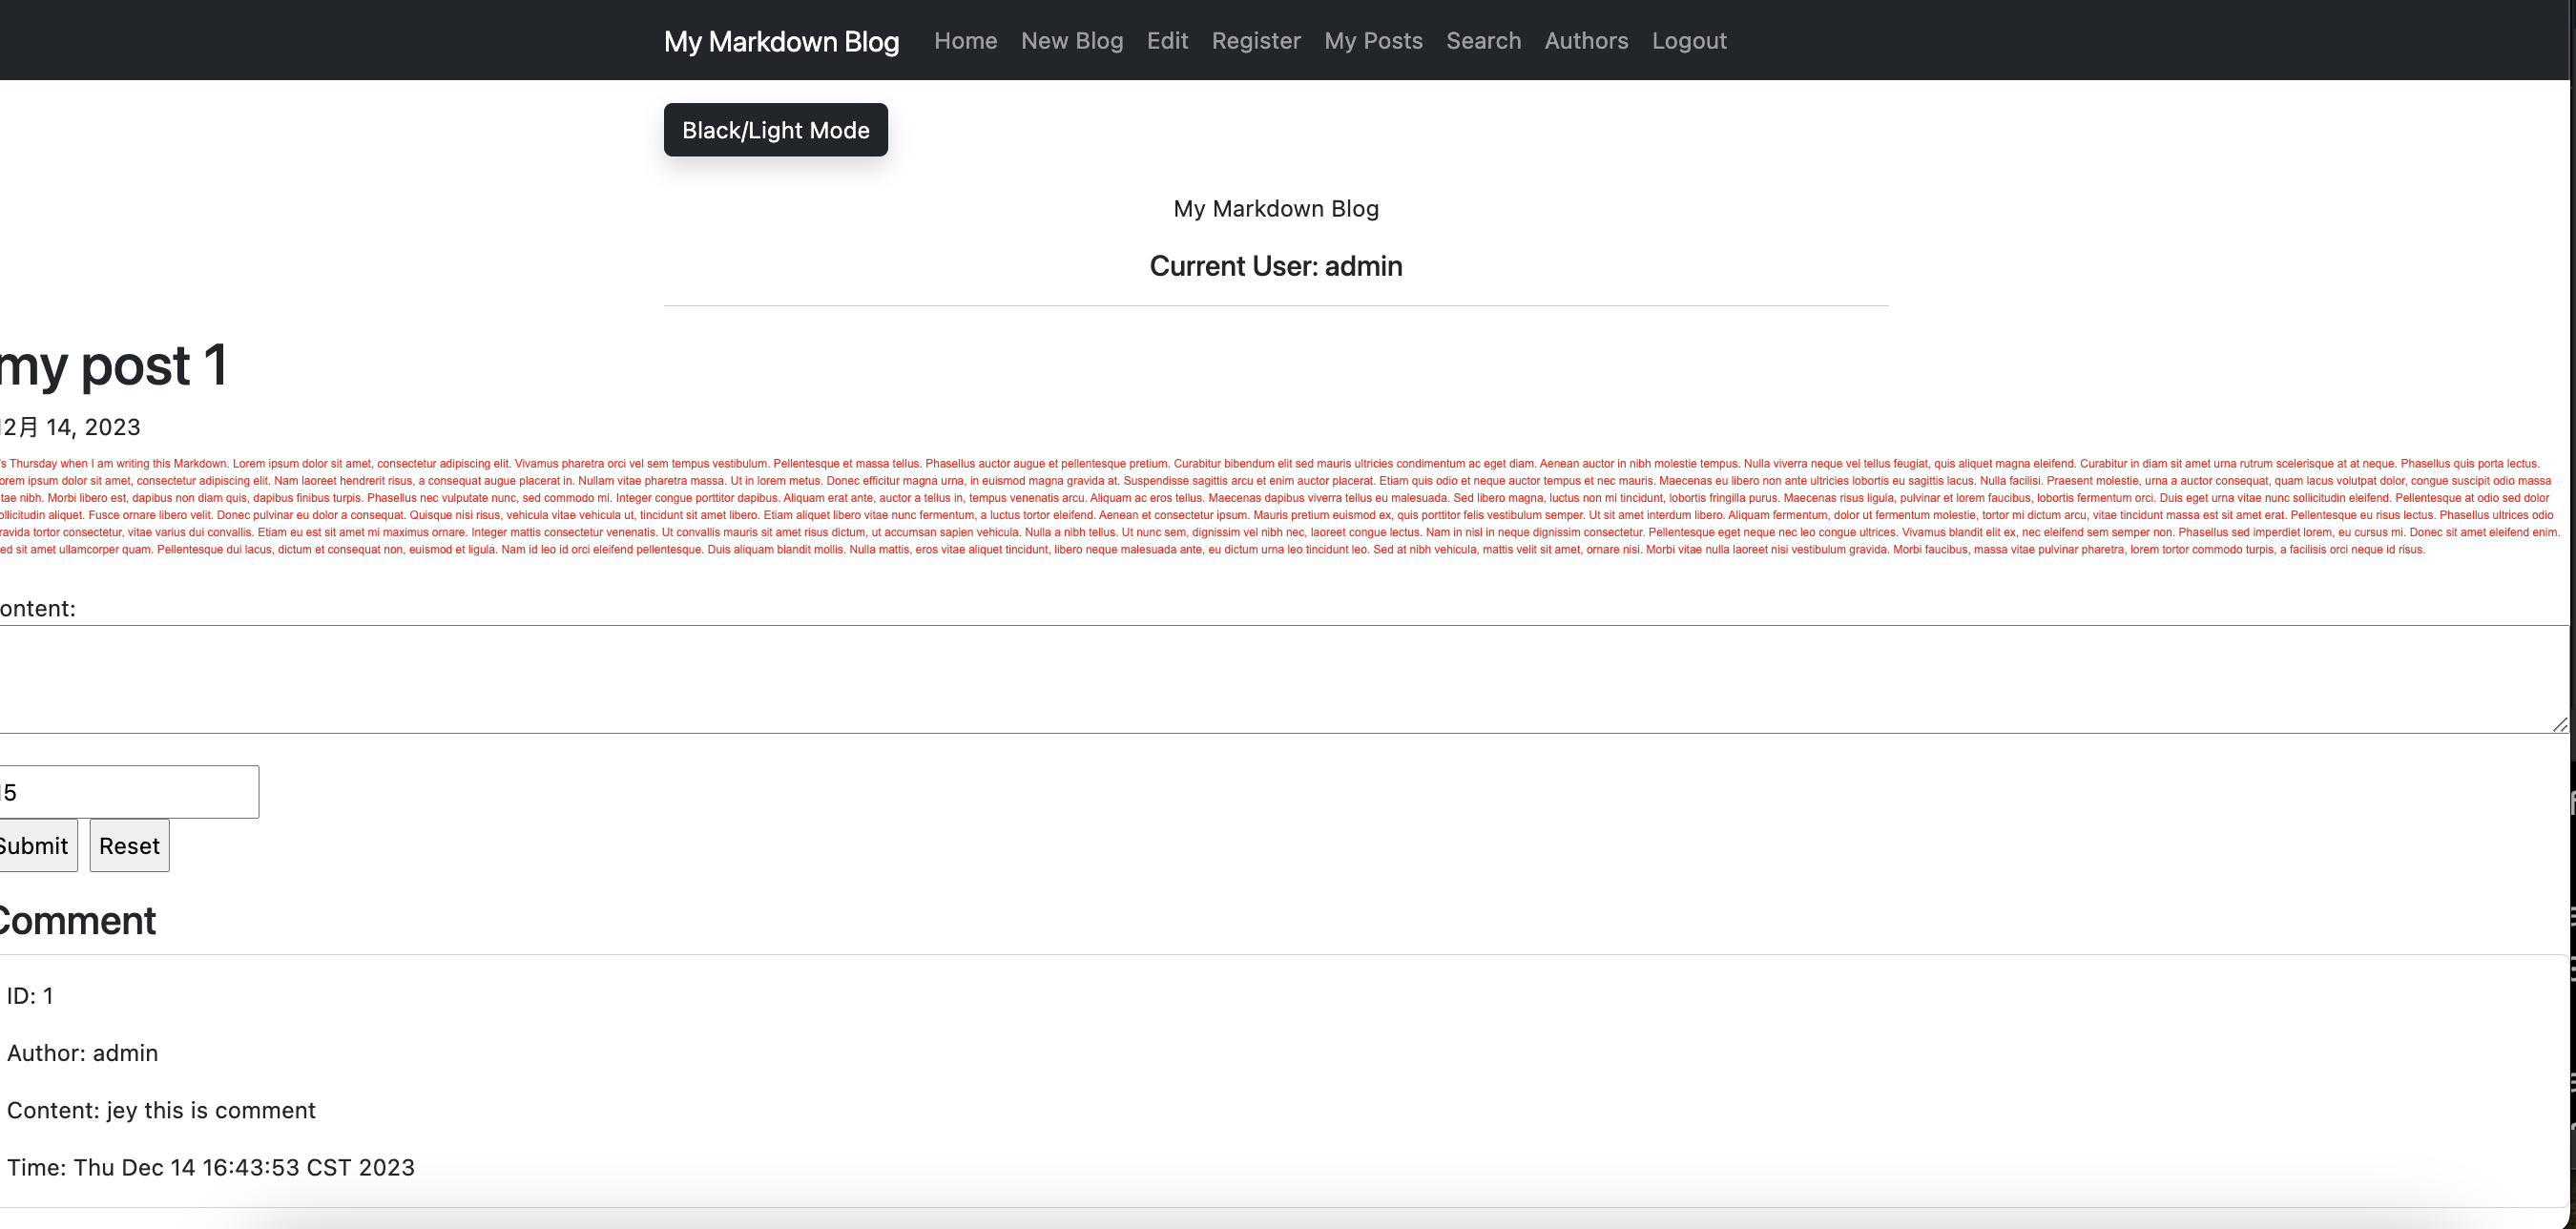 My Markdown Blog Home New Blog Edit Register My Posts Search Authors Logout
Black/Light Mode
My Markdown Blog
Current User: admin
my post 1
12月 14, 2023
's Thursday when I am writing this Markdown. Lorem ipsum dolor sit amet, consectetur adipiscing elit. Vivamus pharetra orci vel sem tempus vestibulum. Pellentesque et massa tellus. Phasellus auctor augue et pellentesque pretium. Curabitur bibendum elit sed mauris ultricies condimentum ac eget diam. Aenean auctor in nibh molestie tempus. Nulla viverra neque vel tellus feugiat, quis aliquet magna eleifend. Curabitur in diam sit amet urna rutrum scelerisque at at neque. Phasellus quis porta lectus.
orem ipsum dolor sit amet, consectetur adipiscing elit. Nam laoreet hendrerit risus, a consequat augue placerat in. Nullam vitae pharetra massa. Ut in lorem metus. Donec efficitur magna urna, in euismod magna gravida at. Suspendisse sagittis arcu et enim auctor placerat. Etiam quis odio et neque auctor tempus et nec mauris. Maecenas eu libero non ante ultricies lobortis eu sagittis lacus. Nulla facilisi. Praesent molestie, urna a auctor consequat, quam lacus volutpat dolor, congue suscipit odio massa
tae nibh. Morbi libero est, dapibus non diam quis, dapibus finibus turpis. Phasellus nec vulputate nunc, sed commodo mi. Integer congue porttitor dapibus. Aliquam erat ante, auctor a tellus in, tempus venenatis arcu. Aliquam ac eros tellus. Maecenas dapibus viverra tellus eu malesuada. Sed libero magna, luctus non mi tincidunt, lobortis fringilla purus. Maecenas risus ligula, pulvinar et lorem faucibus, lobortis fermentum orci. Duis eget urna vitae nunc sollicitudin eleifend. Pellentesque at odio sed dolor
ollicitudin aliquet. Fusce ornare libero velit. Donec pulvinar eu dolor a consequat. Quisque nisi risus, vehicula vitae vehicula ut, tincidunt sit amet libero. Etiam aliquet libero vitae nunc fermentum, a luctus tortor eleifend. Aenean et consectetur ipsum. Mauris pretium euismod ex, quis porttitor felis vestibulum semper. Ut sit amet interdum libero. Aliquam fermentum, dolor ut fermentum molestie, tortor mi dictum arcu, vitae tincidunt massa est sit amet erat. Pellentesque eu risus lectus. Phasellus ultrices odio
ravida tortor consectetur, vitae varius dui convallis. Etiam eu est sit amet mi maximus ornare. Integer mattis consectetur venenatis. Ut convallis mauris sit amet risus dictum, ut accumsan sapien vehicula. Nulla a nibh tellus. Ut nunc sem, dignissim vel nibh nec, laoreet congue lectus. Nam in nisl in neque dignissim consectetur. Pellentesque eget neque nec leo congue ultrices. Vivamus blandit elit ex, nec eleifend sem semper non. Phasellus sed imperdiet lorem, eu cursus mi. Donec sit amet eleifend enim.
ed sit amet ullamcorper quam. Pellentesque dui lacus, dictum et consequat non, euismod et ligula. Nam id leo id orci eleifend pellentesque. Duis aliquam blandit mollis. Nulla mattis, eros vitae aliquet tincidunt, libero neque malesuada ante, eu dictum urna leo tincidunt leo. Sed at nibh vehicula, mattis velit sit amet, ornare nisi. Morbi vitae nulla laoreet nisi vestibulum gravida. Morbi faucibus, massa vitae pulvinar pharetra, lorem tortor commodo turpis, a facilisis orci neque id risus.
ontent:
15
Submit Reset
Comment
ID: 1
Author: admin
Content: jey this is comment
Time: Thu Dec 14 16:43:53 CST 2023